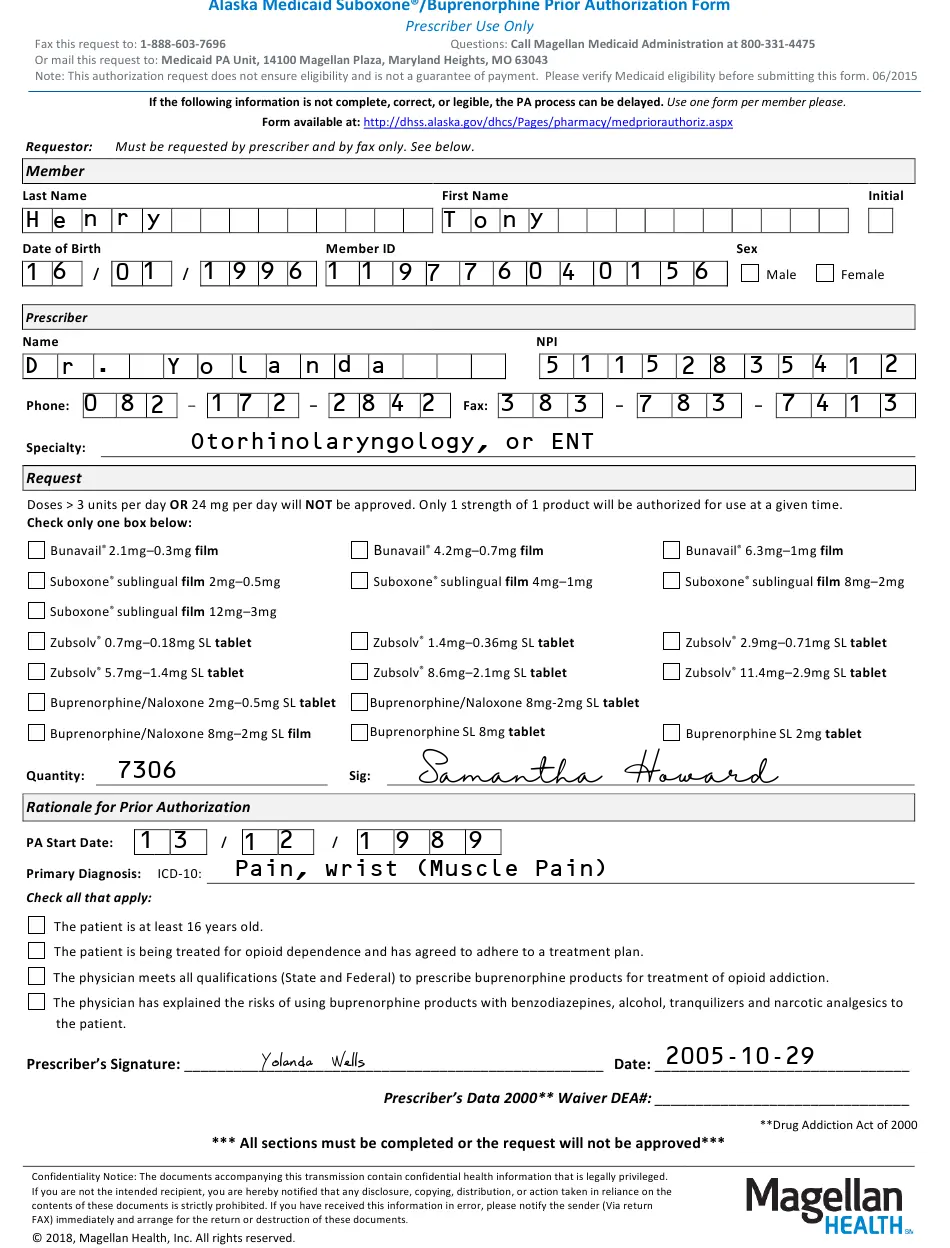 Alaska Medicaid Suboxone®/Buprenorphine Prior Authorization Form
Prescriber Use Only
Fax this request to: 1-888-603-7696 Questions: Call Magellan Medicaid Administration at 800-331-4475
Or mail this request to: Medicaid PA Unit, 14100 Magellan Plaza, Maryland Heights, MO 63043
Note: This authorization request does not ensure eligibility and is not a guarantee of payment. Please verify Medicaid eligibility before submitting this form. 06/2015
If the following information is not complete, correct, or legible, the PA process can be delayed. Use one form per member please.
Form available at: http://dhss.alaska.gov/dhcs/Pages/pharmacy/medpriorauthoriz.aspx
Requestor: Must be requested by prescriber and by fax only. See below.
Member
Last Name First Name Initial
Henry Tony
Date of Birth Member ID Sex
16 / 01 / 1996 119776040156 Male Female
Prescriber
Name NPI
Dr. Yolanda 51152835412
Phone: 082 – 172 – 2842 Fax: 383 – 783 – 7413
Specialty: Otorhinolaryngology, or ENT
Request
Doses > 3 units per day OR 24 mg per day will NOT be approved. Only 1 strength of 1 product will be authorized for use at a given time.
Check only one box below:
Bunavail® 2.1mg–0.3mg film Bunavail® 4.2mg–0.7mg film Bunavail® 6.3mg–1mg film
Suboxone® sublingual film 2mg–0.5mg Suboxone® sublingual film 4mg–1mg Suboxone® sublingual film 8mg–2mg
Suboxone® sublingual film 12mg–3mg
Zubsolv® 0.7mg–0.18mg SL tablet Zubsolv® 1.4mg–0.36mg SL tablet Zubsolv® 2.9mg–0.71mg SL tablet
Zubsolv® 5.7mg–1.4mg SL tablet Zubsolv® 8.6mg–2.1mg SL tablet Zubsolv® 11.4mg–2.9mg SL tablet
Buprenorphine/Naloxone 2mg–0.5mg SL tablet Buprenorphine/Naloxone 8mg-2mg SL tablet
Buprenorphine/Naloxone 8mg–2mg SL film Buprenorphine SL 8mg tablet Buprenorphine SL 2mg tablet
Quantity: 7306 Sig: Samantha Howard
Rationale for Prior Authorization
PA Start Date: 13 / 12 / 1989
Primary Diagnosis: ICD-10: Pain, wrist (Muscle Pain)
Check all that apply:
The patient is at least 16 years old.
The patient is being treated for opioid dependence and has agreed to adhere to a treatment plan.
The physician meets all qualifications (State and Federal) to prescribe buprenorphine products for treatment of opioid addiction.
The physician has explained the risks of using buprenorphine products with benzodiazepines, alcohol, tranquilizers and narcotic analgesics to
the patient.
Prescriber's Signature: Yolanda Wells Date: 2005-10-29
Prescriber's Data 2000** Waiver DEA#:
**Drug Addiction Act of 2000
*** All sections must be completed or the request will not be approved***
Confidentiality Notice: The documents accompanying this transmission contain confidential health information that is legally privileged.
If you are not the intended recipient, you are hereby notified that any disclosure, copying, distribution, or action taken in reliance on the
contents of these documents is strictly prohibited. If you have received this information in error, please notify the sender (Via return
FAX) immediately and arrange for the return or destruction of these documents.
© 2018, Magellan Health, Inc. All rights reserved.
Magellan
HEALTH